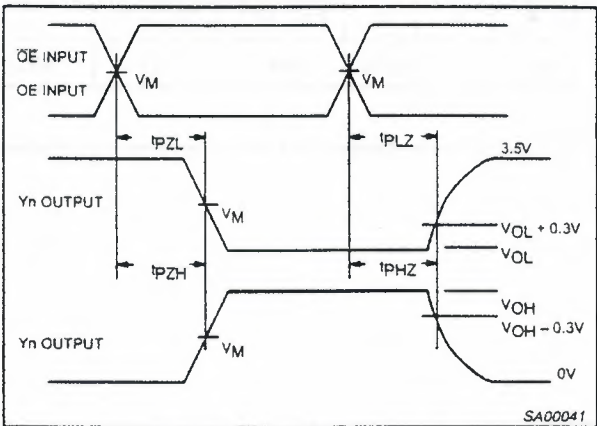 O̅E̅ INPUT
OE INPUT
VM
VM
tPZL
tPLZ
3.5V
Yn OUTPUT
VM
VOL + 0.3V
VOL
tPZH
tPHZ
VOH
VOH – 0.3V
Yn OUTPUT
VM
0V
SA00041